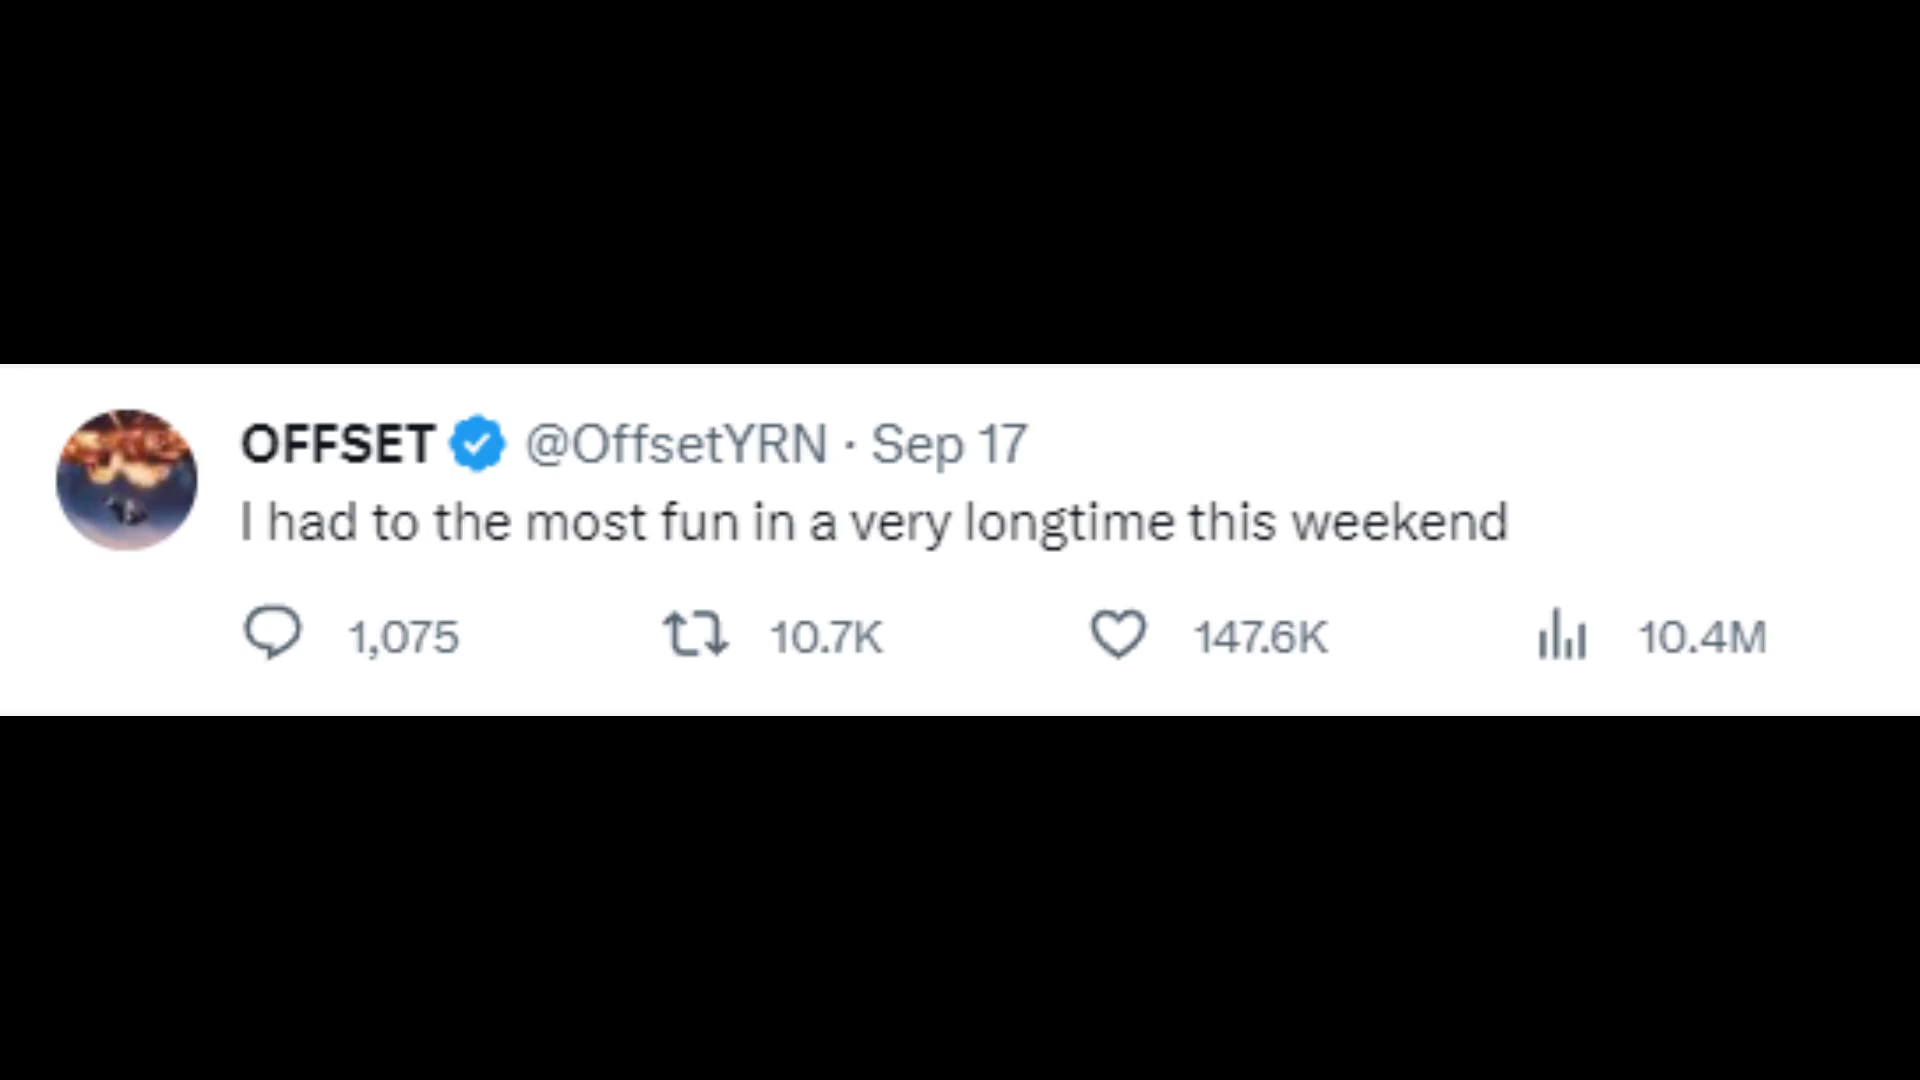 OFFSET @OffsetYRN · Sep 17
I had to the most fun in a very longtime this weekend
1,075 10.7K 147.6K 10.4M